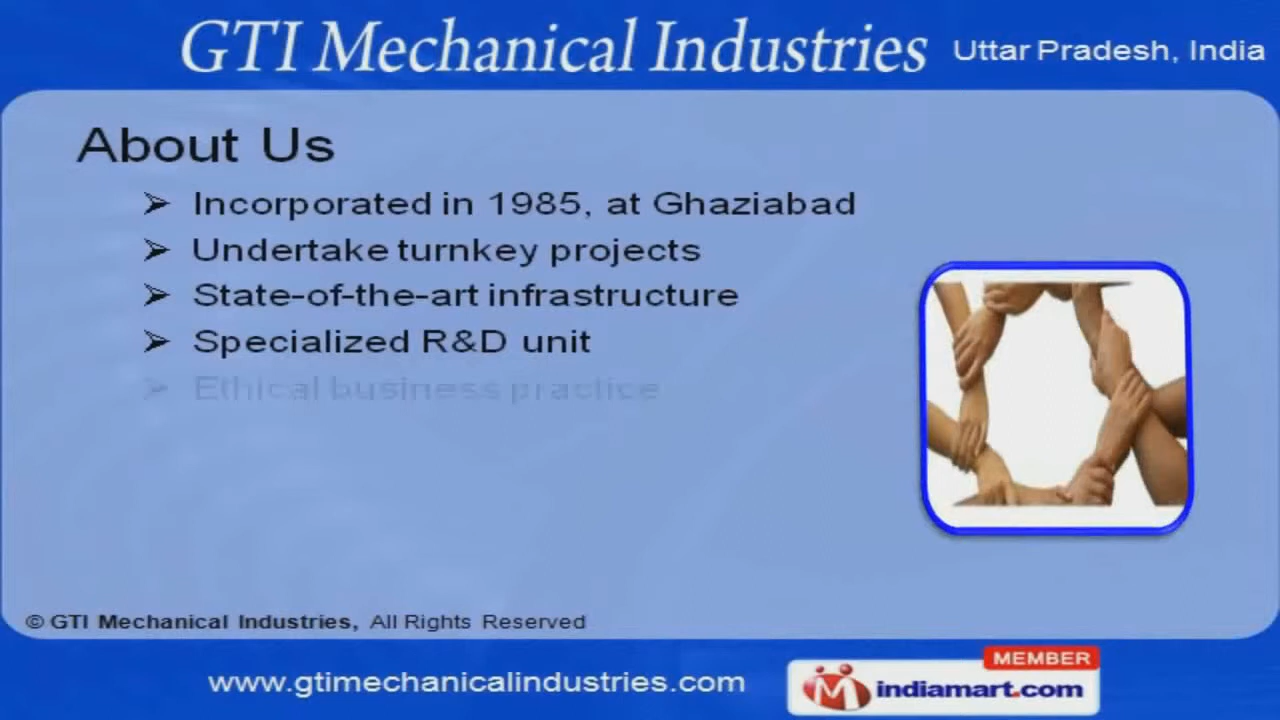 GTI Mechanical Industries Uttar Pradesh, India
About Us
➢ Incorporated in 1985, at Ghaziabad
➢ Undertake turnkey projects
➢ State-of-the-art infrastructure
➢ Specialized R&D unit
➢ Ethical business practice
© GTI Mechanical Industries, All Rights Reserved
MEMBER
www.gtimechanicalindustries.com
indiamart.com